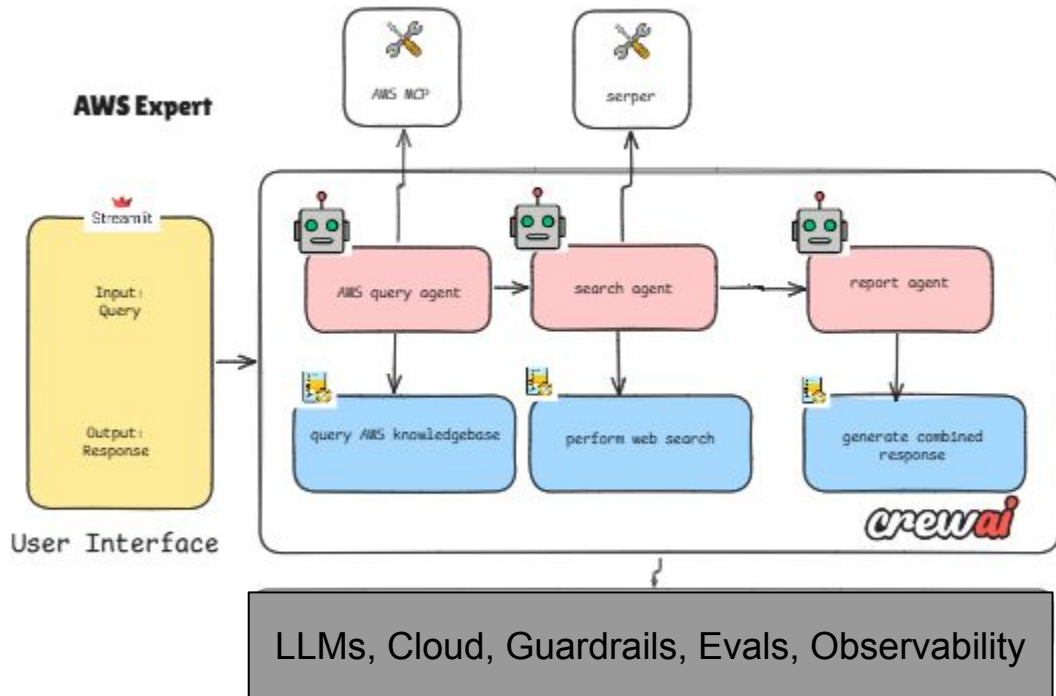 AWS MCP
serper
AWS Expert
Streamlit
Input:
Query
Output:
Response
User Interface
AWS query agent
search agent
report agent
query AWS knowledgebase
perform web search
generate combined
response
crewai
LLMs, Cloud, Guardrails, Evals, Observability